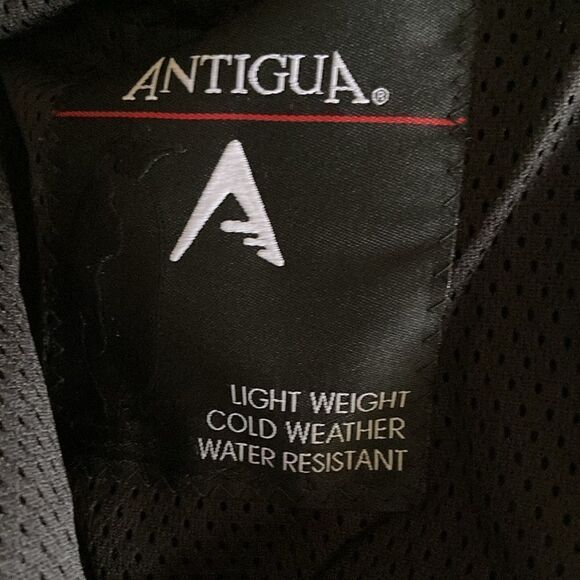 ANTIGUA®
LIGHT WEIGHT
COLD WEATHER
WATER RESISTANT